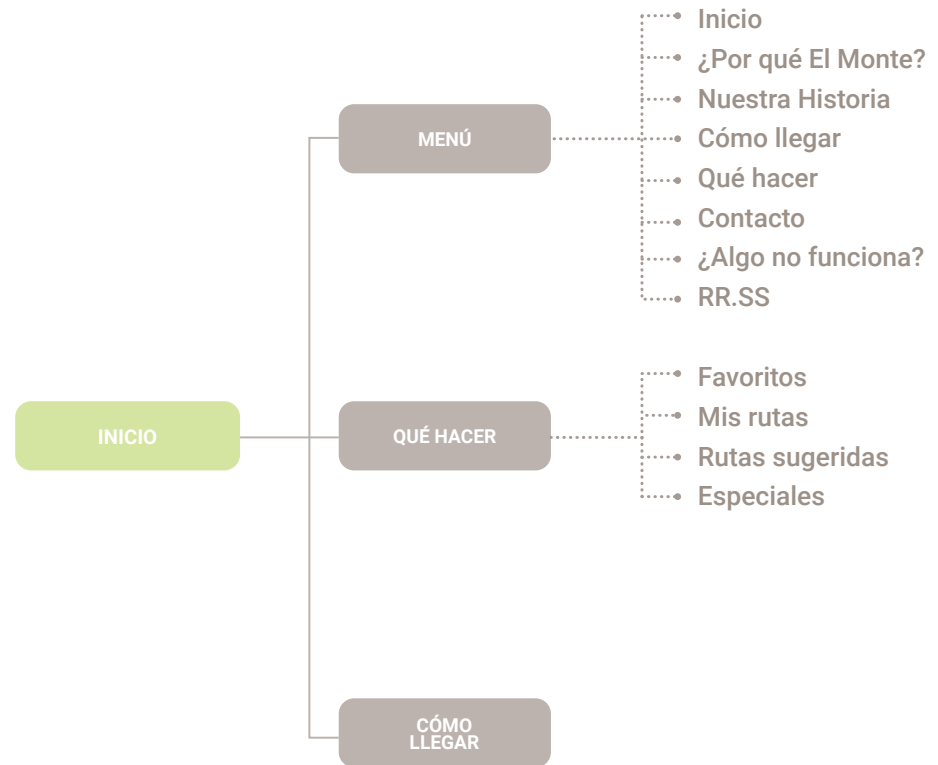 Inicio
¿Por qué El Monte?
Nuestra Historia
MENÚ
Cómo llegar
Qué hacer
Contacto
¿Algo no funciona?
RR.SS
Favoritos
Mis rutas
INICIO
QUÉ HACER
Rutas sugeridas
Especiales
CÓMO
LLEGAR